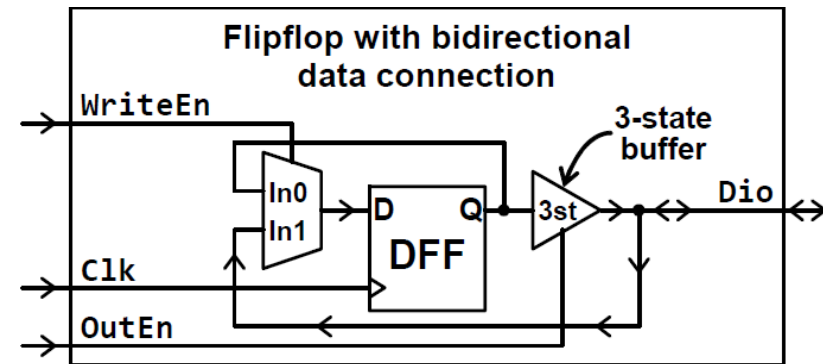 Flipflop with bidirectional
data connection
WriteEn
3-state
buffer
In0
In1
D
Q
DFF
3st
Dio
Clk
OutEn